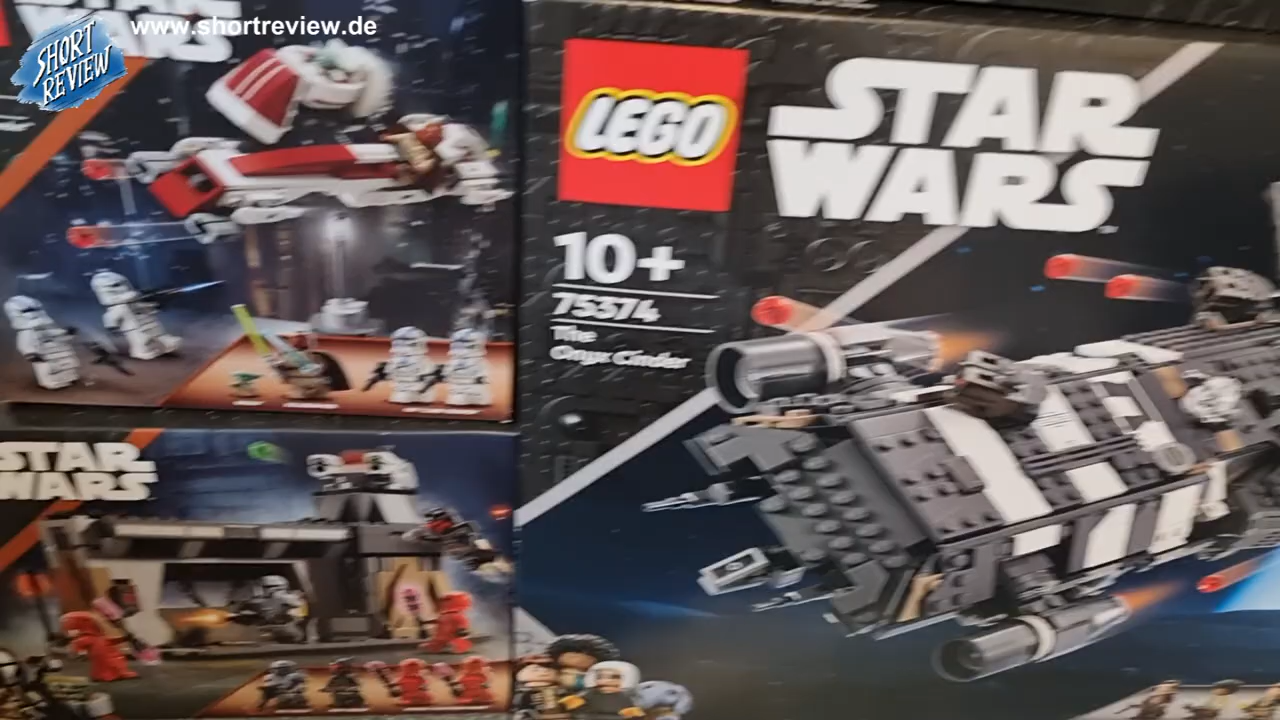 SHORT
REVIEW
www.shortreview.de
WARS
LEGO
STAR
WARS
10+
75374
The
Onyx Cinder
STAR
WARS